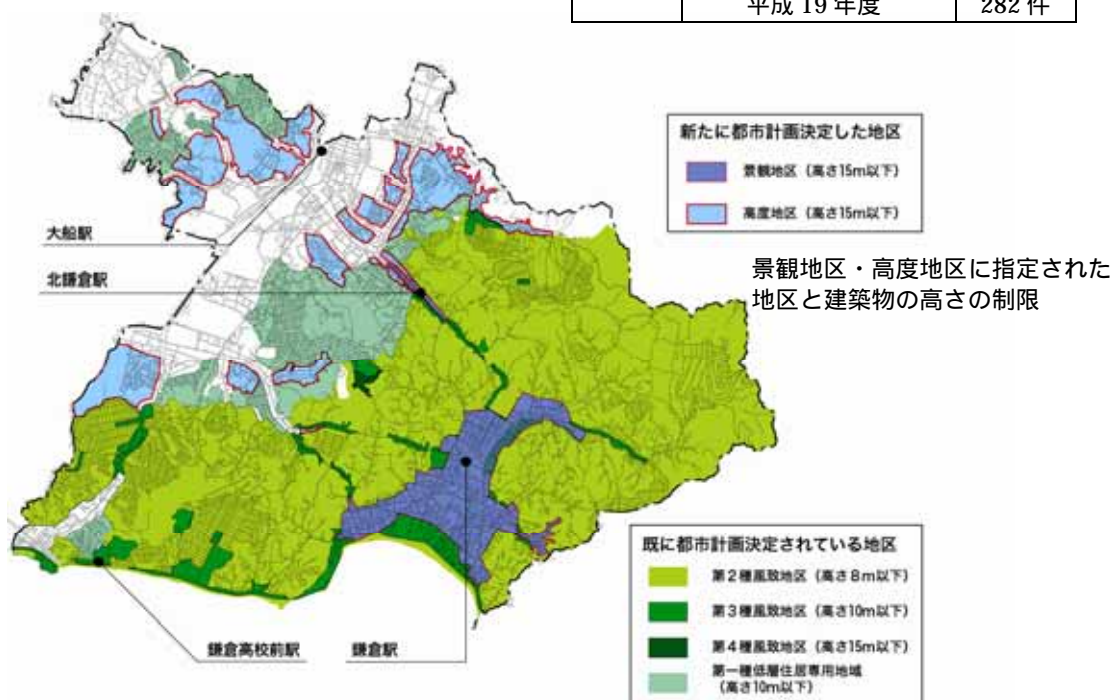 平成 19 年度 282 件
新たに都市計画決定した地区
景観地区（高さ15m以下）
高度地区（高さ15m以下）
大船駅
北鎌倉駅
景観地区・高度地区に指定された
地区と建築物の高さの制限
既に都市計画決定されている地区
第2種風致地区（高さ8m以下）
第3種風致地区（高さ10m以下）
第4種風致地区（高さ15m以下）
第一種低層住居専用地域
（高さ10m以下）
鎌倉高校前駅
鎌倉駅